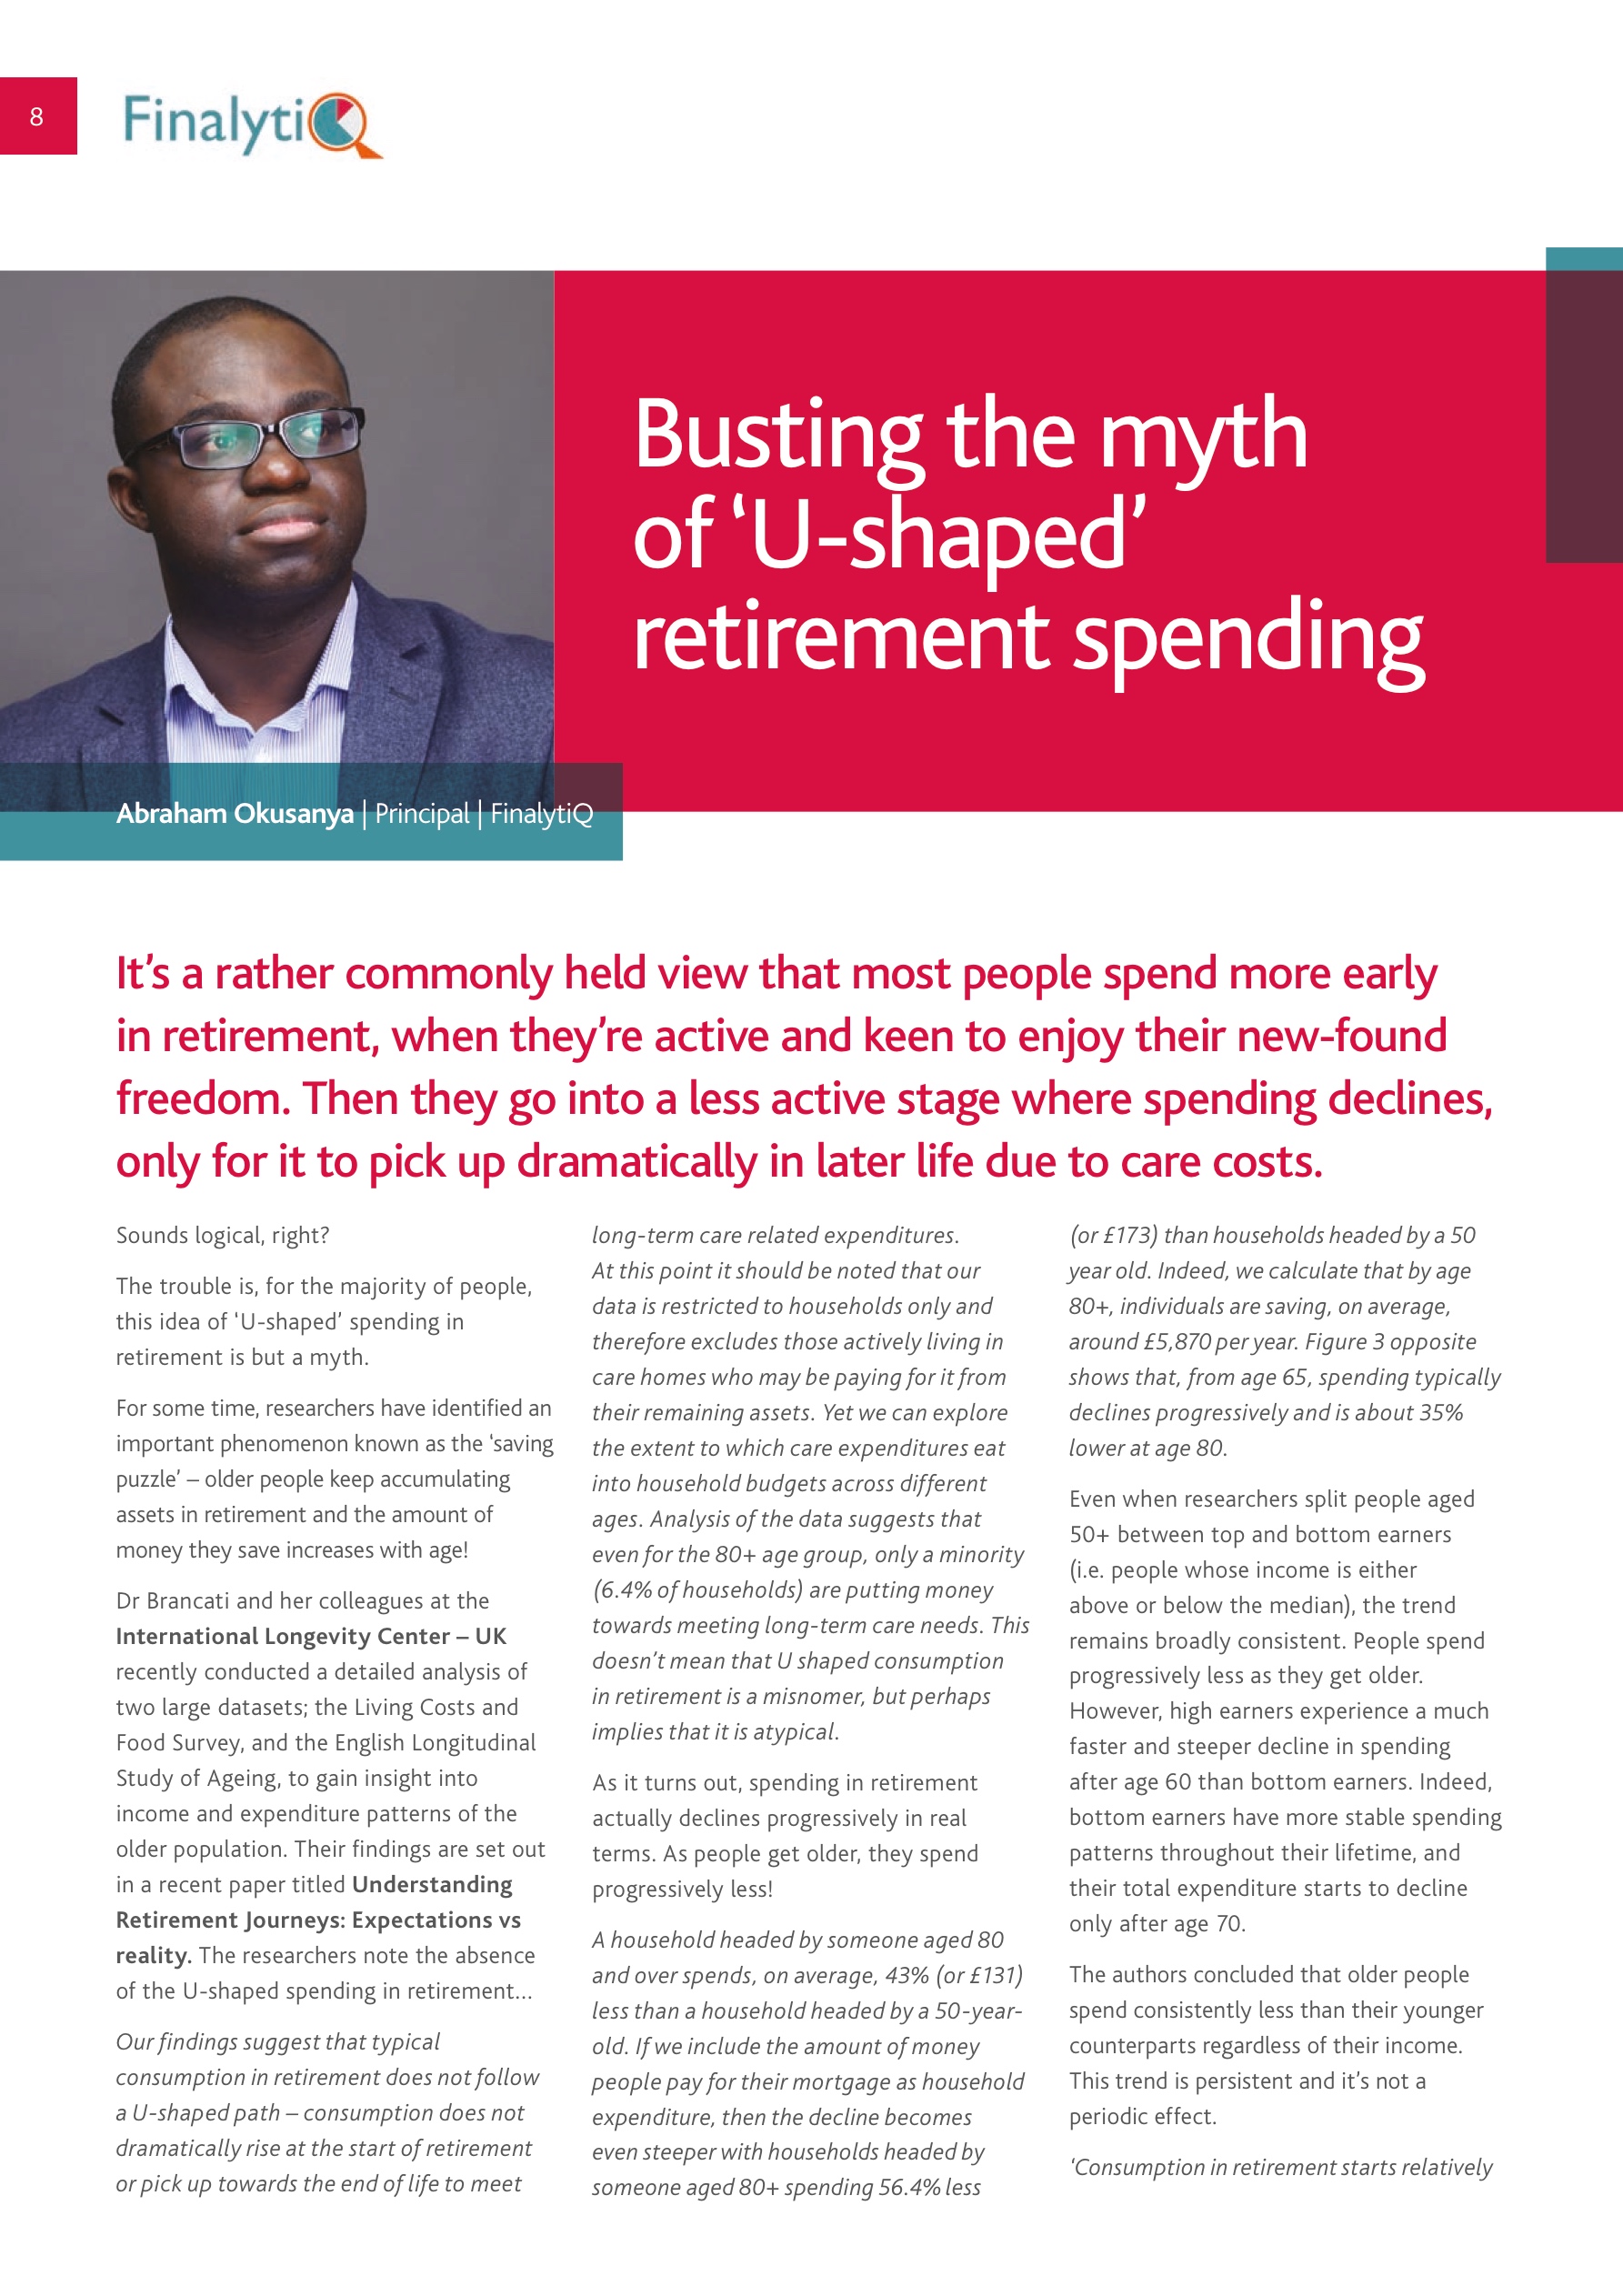 8
FinalytiQ
Busting the myth
of ‘U-shaped’
retirement spending
Abraham Okusanya | Principal | FinalytiQ
It’s a rather commonly held view that most people spend more early
in retirement, when they’re active and keen to enjoy their new-found
freedom. Then they go into a less active stage where spending declines,
only for it to pick up dramatically in later life due to care costs.
Sounds logical, right?
The trouble is, for the majority of people,
this idea of ‘U-shaped’ spending in
retirement is but a myth.
For some time, researchers have identified an
important phenomenon known as the ‘saving
puzzle’ – older people keep accumulating
assets in retirement and the amount of
money they save increases with age!
Dr Brancati and her colleagues at the
International Longevity Center – UK
recently conducted a detailed analysis of
two large datasets; the Living Costs and
Food Survey, and the English Longitudinal
Study of Ageing, to gain insight into
income and expenditure patterns of the
older population. Their findings are set out
in a recent paper titled Understanding
Retirement Journeys: Expectations vs
reality. The researchers note the absence
of the U-shaped spending in retirement...
Our findings suggest that typical
consumption in retirement does not follow
a U-shaped path – consumption does not
dramatically rise at the start of retirement
or pick up towards the end of life to meet
long-term care related expenditures.
At this point it should be noted that our
data is restricted to households only and
therefore excludes those actively living in
care homes who may be paying for it from
their remaining assets. Yet we can explore
the extent to which care expenditures eat
into household budgets across different
ages. Analysis of the data suggests that
even for the 80+ age group, only a minority
(6.4% of households) are putting money
towards meeting long-term care needs. This
doesn’t mean that U shaped consumption
in retirement is a misnomer, but perhaps
implies that it is atypical.
As it turns out, spending in retirement
actually declines progressively in real
terms. As people get older, they spend
progressively less!
A household headed by someone aged 80
and over spends, on average, 43% (or £131)
less than a household headed by a 50-year-
old. If we include the amount of money
people pay for their mortgage as household
expenditure, then the decline becomes
even steeper with households headed by
someone aged 80+ spending 56.4% less
(or £173) than households headed by a 50
year old. Indeed, we calculate that by age
80+, individuals are saving, on average,
around £5,870 per year. Figure 3 opposite
shows that, from age 65, spending typically
declines progressively and is about 35%
lower at age 80.
Even when researchers split people aged
50+ between top and bottom earners
(i.e. people whose income is either
above or below the median), the trend
remains broadly consistent. People spend
progressively less as they get older.
However, high earners experience a much
faster and steeper decline in spending
after age 60 than bottom earners. Indeed,
bottom earners have more stable spending
patterns throughout their lifetime, and
their total expenditure starts to decline
only after age 70.
The authors concluded that older people
spend consistently less than their younger
counterparts regardless of their income.
This trend is persistent and it’s not a
periodic effect.
‘Consumption in retirement starts relatively